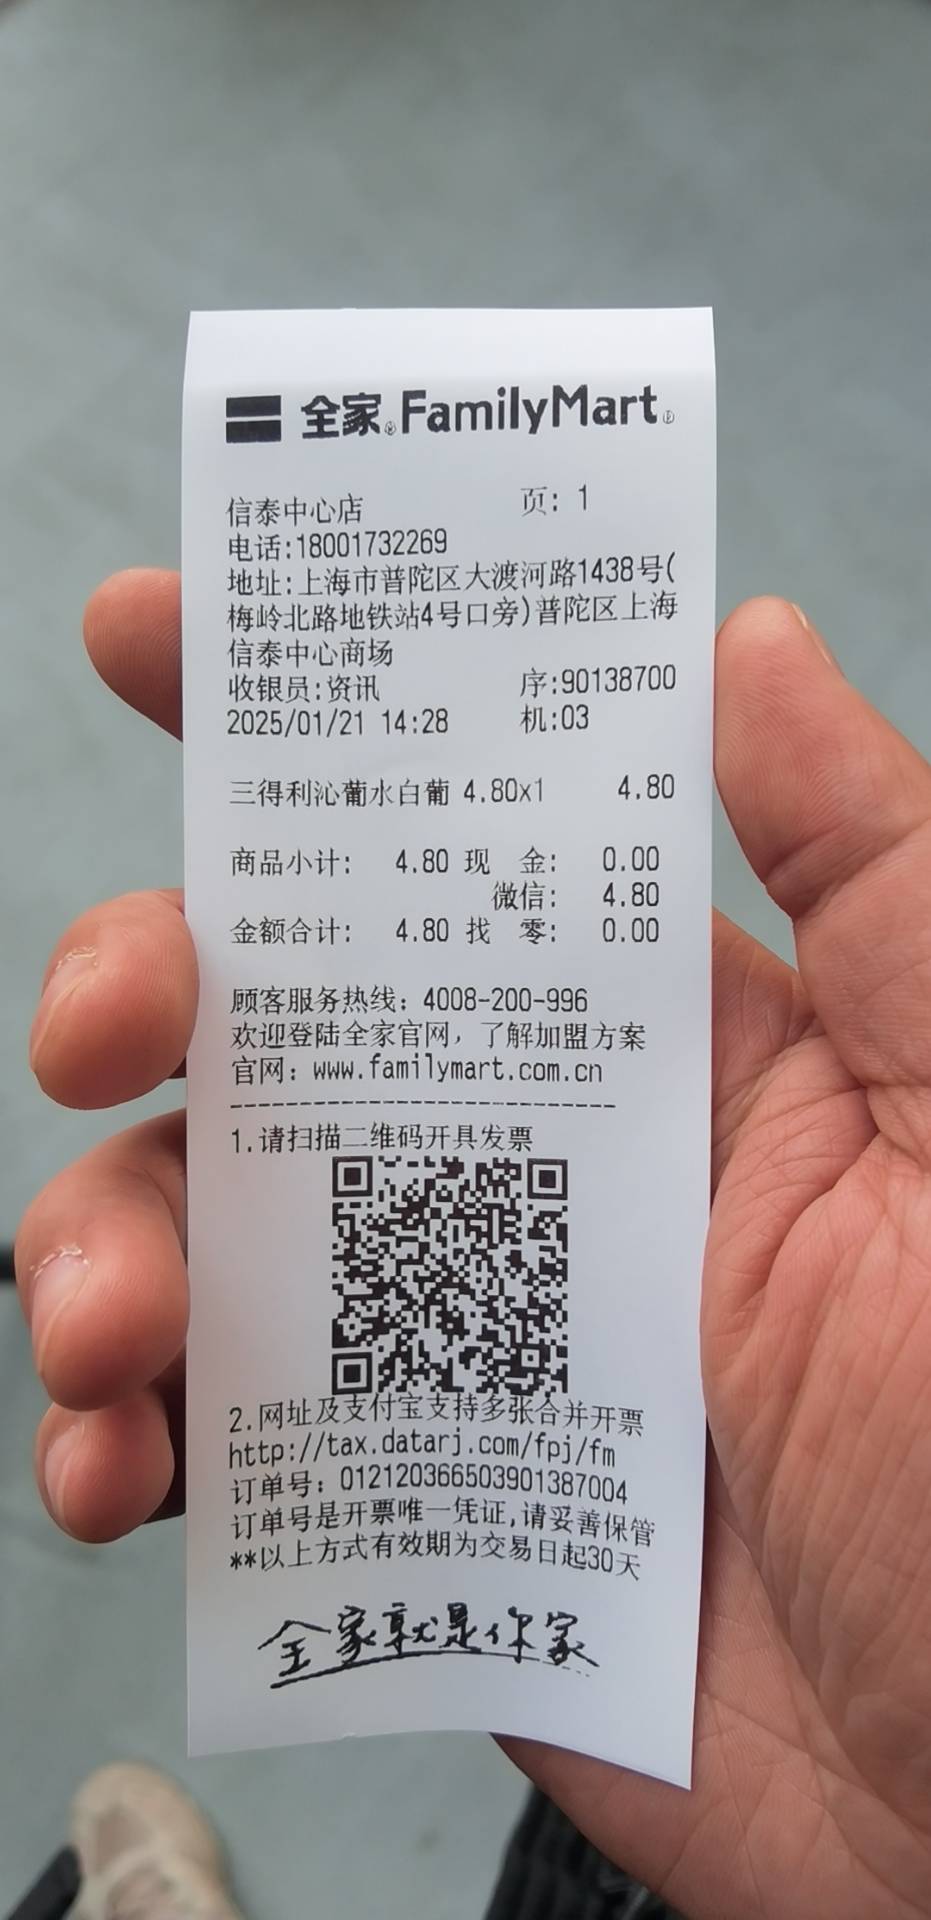 全家®FamilyMart®
信泰中心店 页: 1
电话:18001732269
地址:上海市普陀区大渡河路1438号(
梅岭北路地铁站4号口旁)普陀区上海
信泰中心商场
收银员:资讯 序:90138700
2025/01/21 14:28 机:03
三得利沁葡水白葡 4.80x1 4.80
商品小计: 4.80 现 金: 0.00
微信: 4.80
金额合计: 4.80 找 零: 0.00
顾客服务热线: 4008-200-996
欢迎登陆全家官网，了解加盟方案
官网: www.familymart.com.cn
1.请扫描二维码开具发票
2.网址及支付宝支持多张合并开票
http://tax.datarj.com/fpj/fm
订单号: 012120366503901387004
订单号是开票唯一凭证,请妥善保管
**以上方式有效期为交易日起30天
全家就是你家